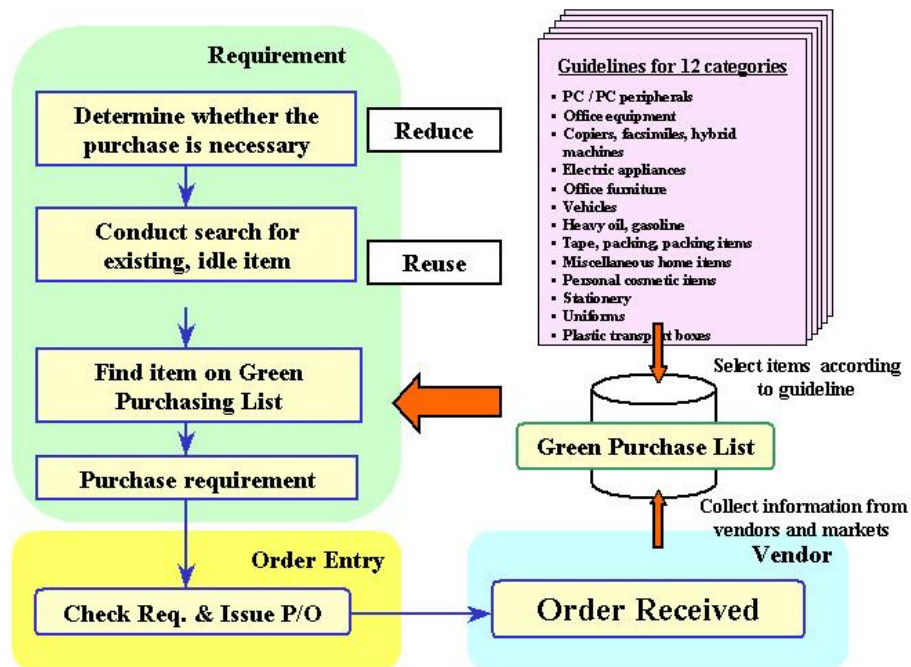 Requirement
Determine whether the
purchase is necessary
Reduce
Conduct search for
existing, idle item
Reuse
Find item on Green
Purchasing List
Purchase requirement
Guidelines for 12 categories
▪ PC / PC peripherals
▪ Office equipment
▪ Copiers, facsimiles, hybrid
machines
▪ Electric appliances
▪ Office furniture
▪ Vehicles
▪ Heavy oil, gasoline
▪ Tape, packing, packing items
▪ Miscellaneous home items
▪ Personal cosmetic items
▪ Stationery
▪ Uniforms
▪ Plastic transport boxes
Select items according
to guideline
Green Purchase List
Collect information from
vendors and markets
Order Entry
Check Req. & Issue P/O
Vendor
Order Received